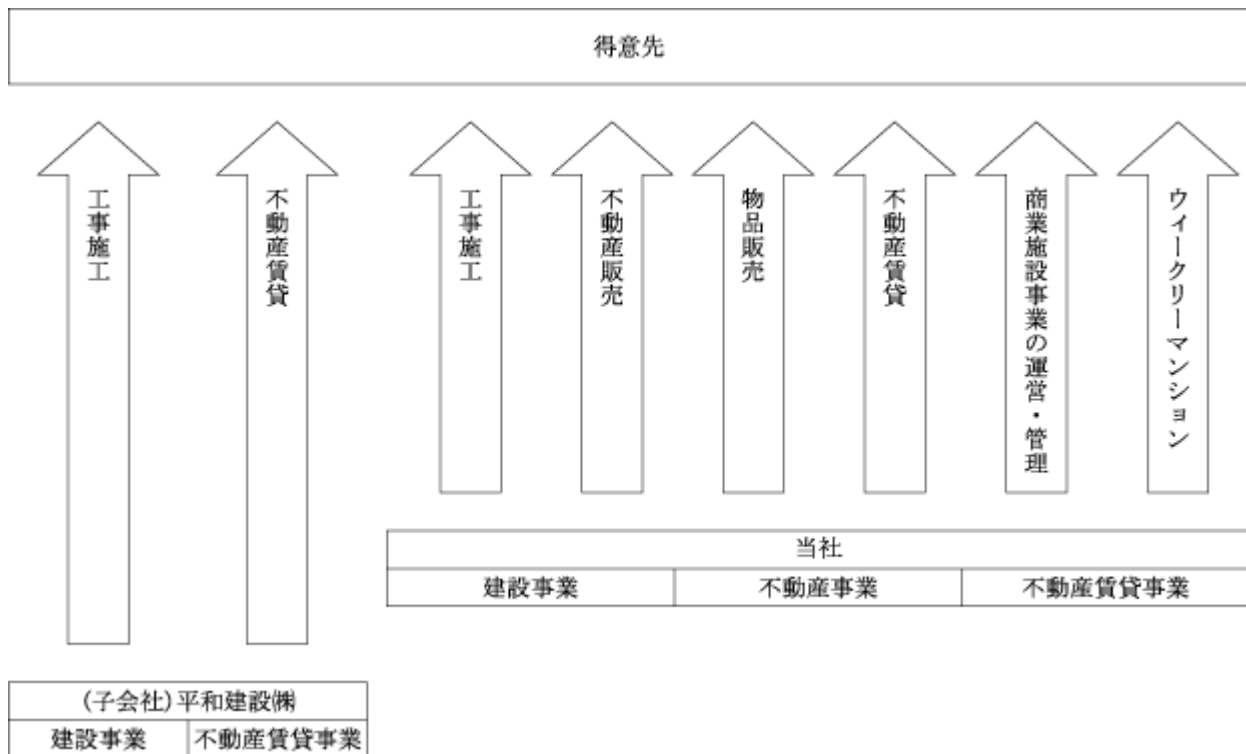 得意先
工事施工
不動産賃貸
工事施工
不動産販売
物品販売
不動産賃貸
商業施設事業の運営・管理
ウィークリーマンション
当社
建設事業
不動産事業
不動産賃貸事業
(子会社)平和建設㈱
建設事業
不動産賃貸事業